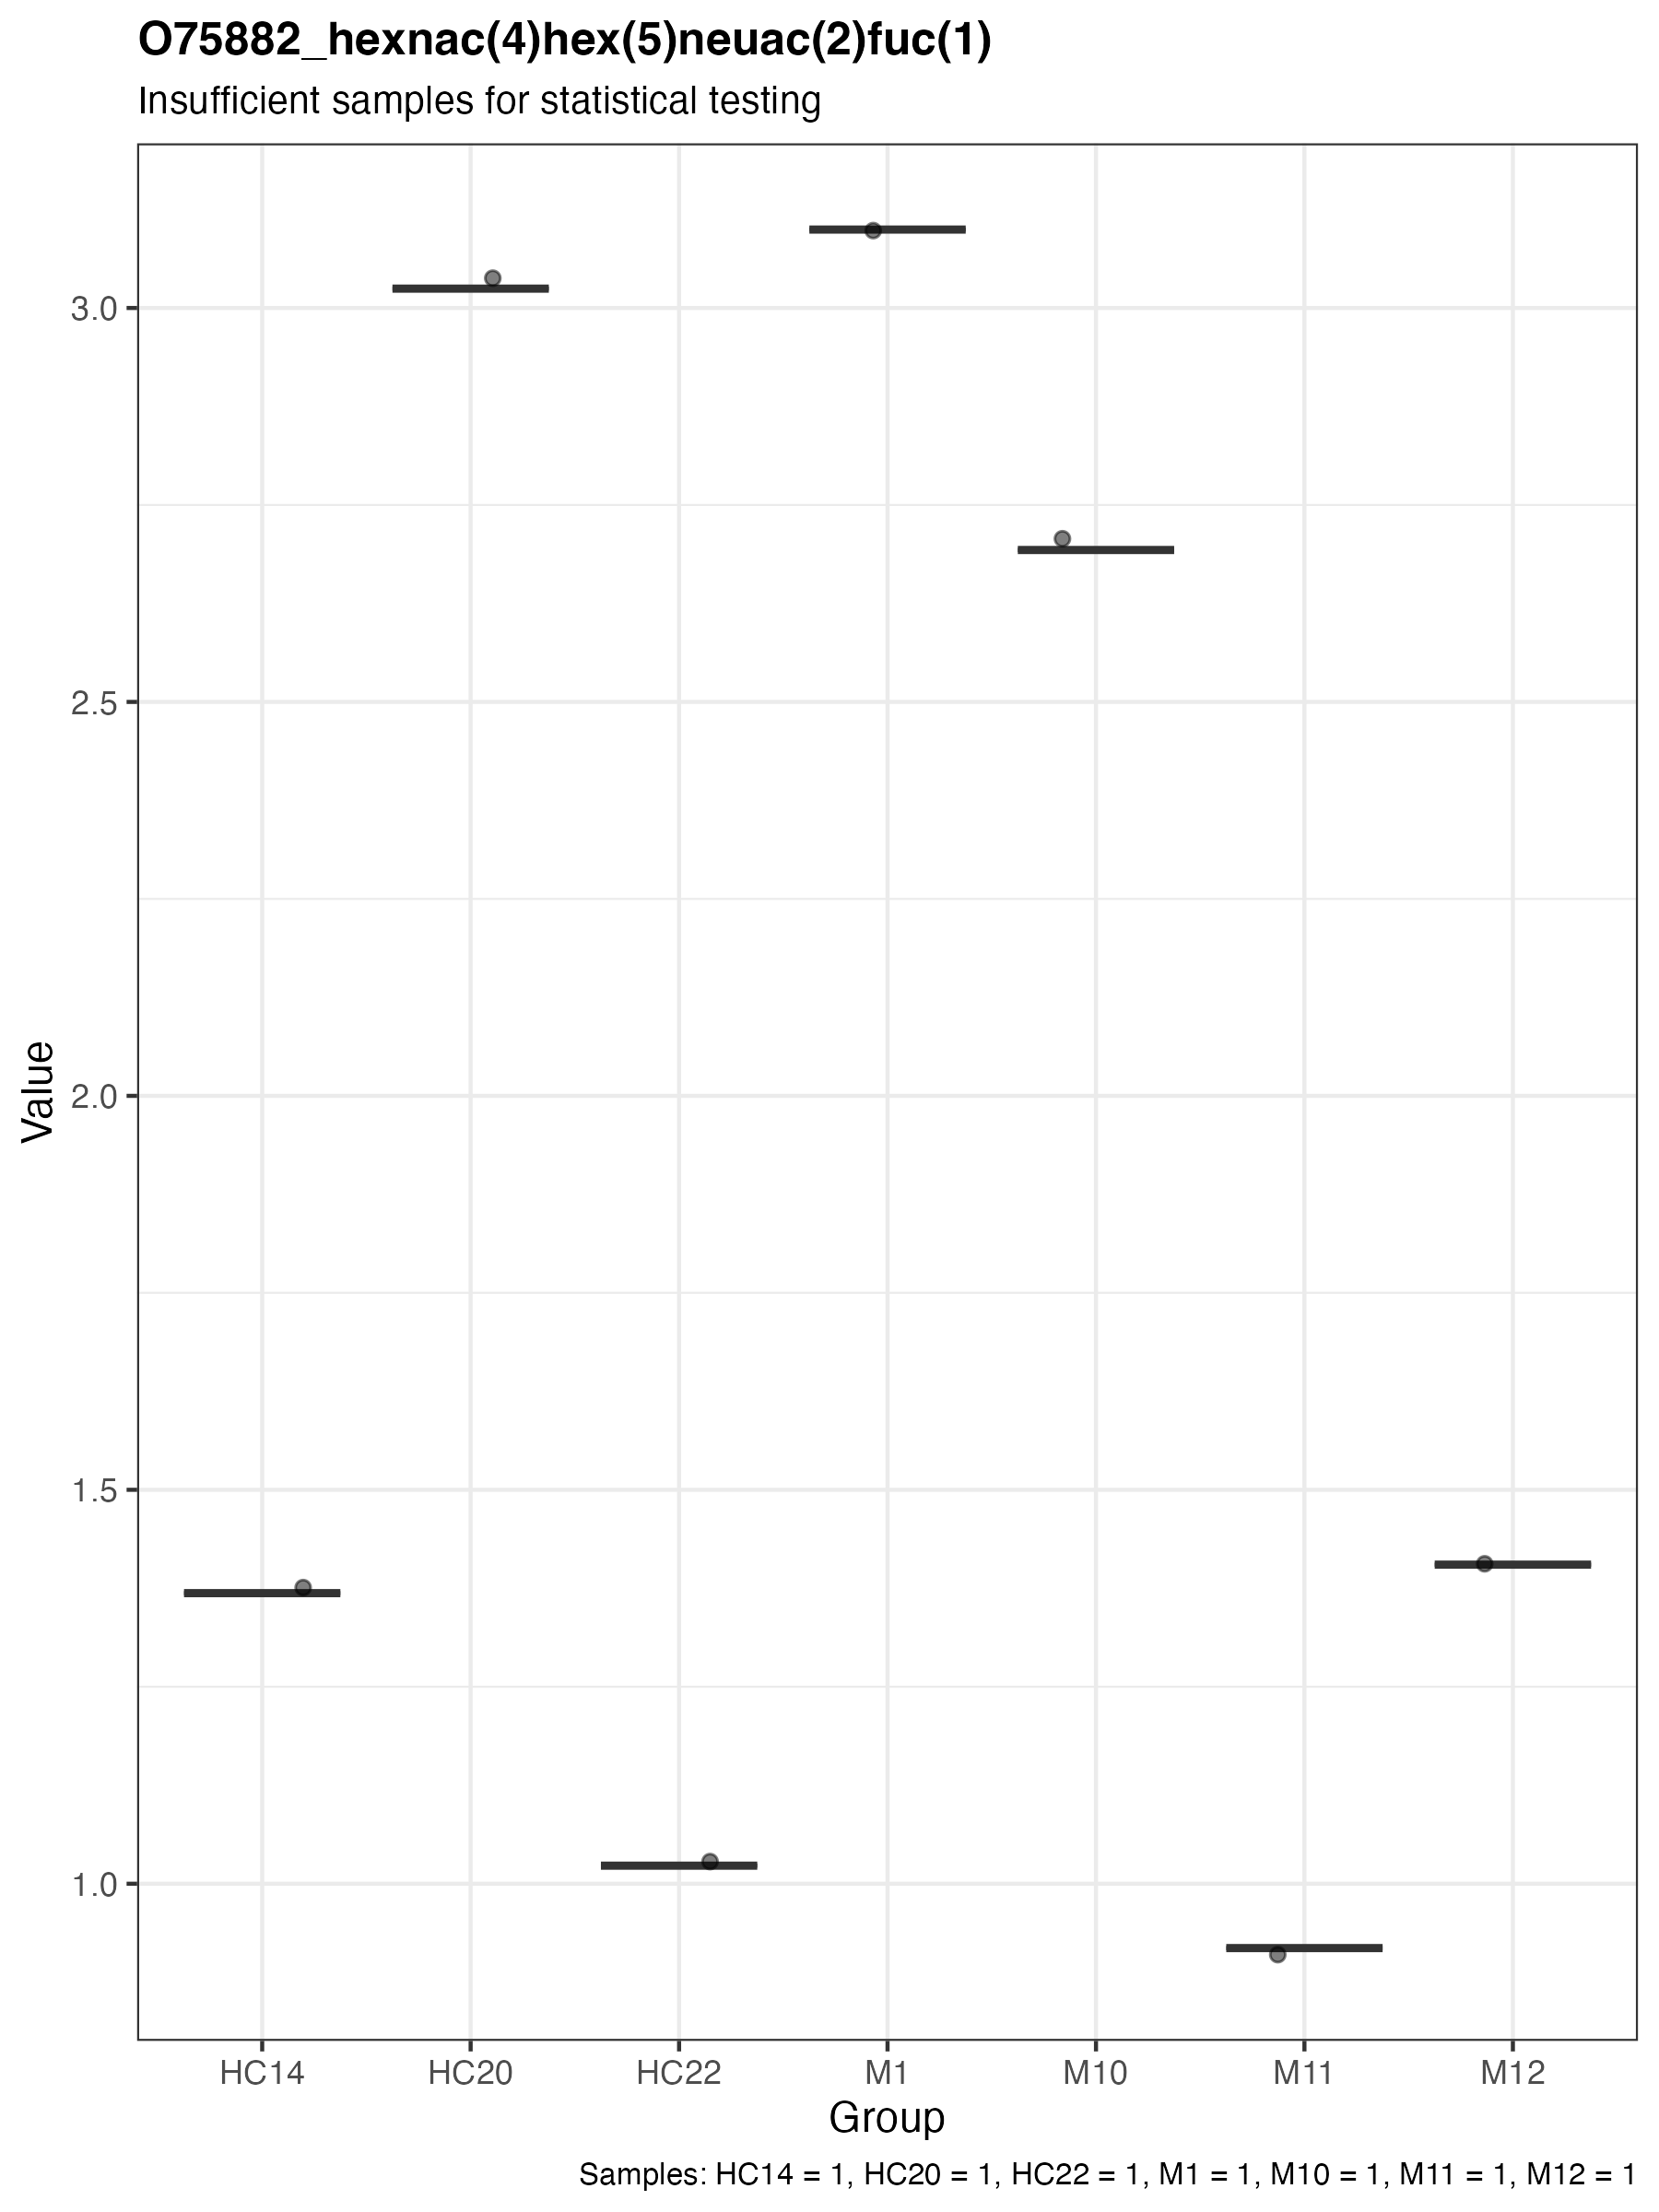 O75882_hexnac(4)hex(5)neuac(2)fuc(1)
Insufficient samples for statistical testing
Value
3.0
2.5
2.0
1.5
1.0
HC14 HC20 HC22 M1 M10 M11 M12
Group
Samples: HC14 = 1, HC20 = 1, HC22 = 1, M1 = 1, M10 = 1, M11 = 1, M12 = 1